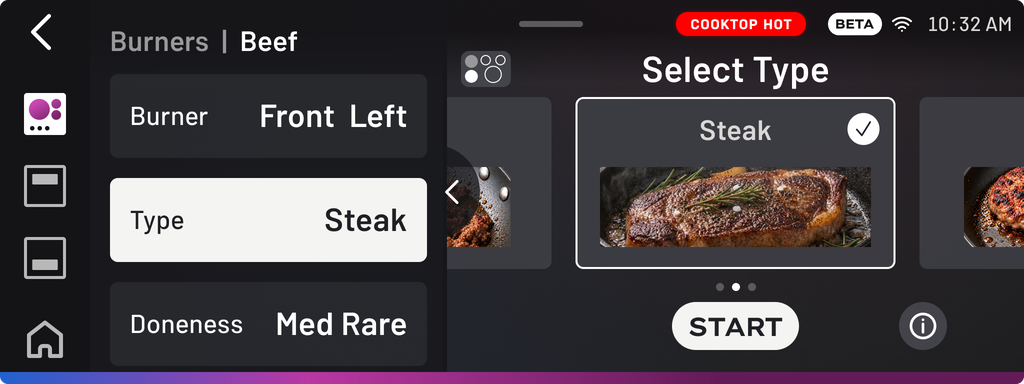 Burners | Beef
Burner Front Left
Type Steak
Doneness Med Rare
COOKTOP HOT BETA 10:32 AM
Select Type
Steak
START